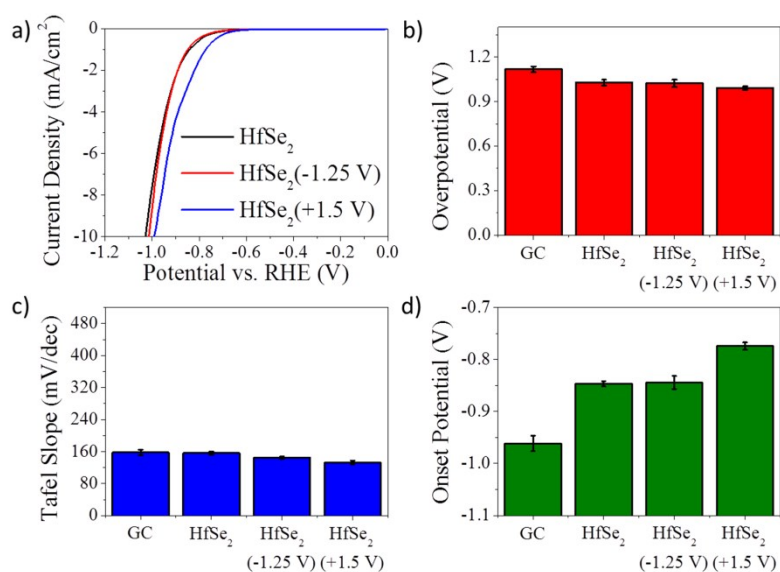 a)
Current Density (mA/cm²)
0
-2
-4
-6
-8
-10
HfSe₂
HfSe₂(-1.25 V)
HfSe₂(+1.5 V)
-1.2 -1.0 -0.8 -0.6 -0.4 -0.2 0.0
Potential vs. RHE (V)
b)
Overpotential (V)
1.2
0.9
0.6
0.3
0.0
GC HfSe₂ HfSe₂ HfSe₂
(-1.25 V) (+1.5 V)
c)
Tafel Slope (mV/dec)
480
400
320
240
160
80
0
GC HfSe₂ HfSe₂ HfSe₂
(-1.25 V) (+1.5 V)
d)
Onset Potential (V)
-0.7
-0.8
-0.9
-1.0
-1.1
GC HfSe₂ HfSe₂ HfSe₂
(-1.25 V) (+1.5 V)